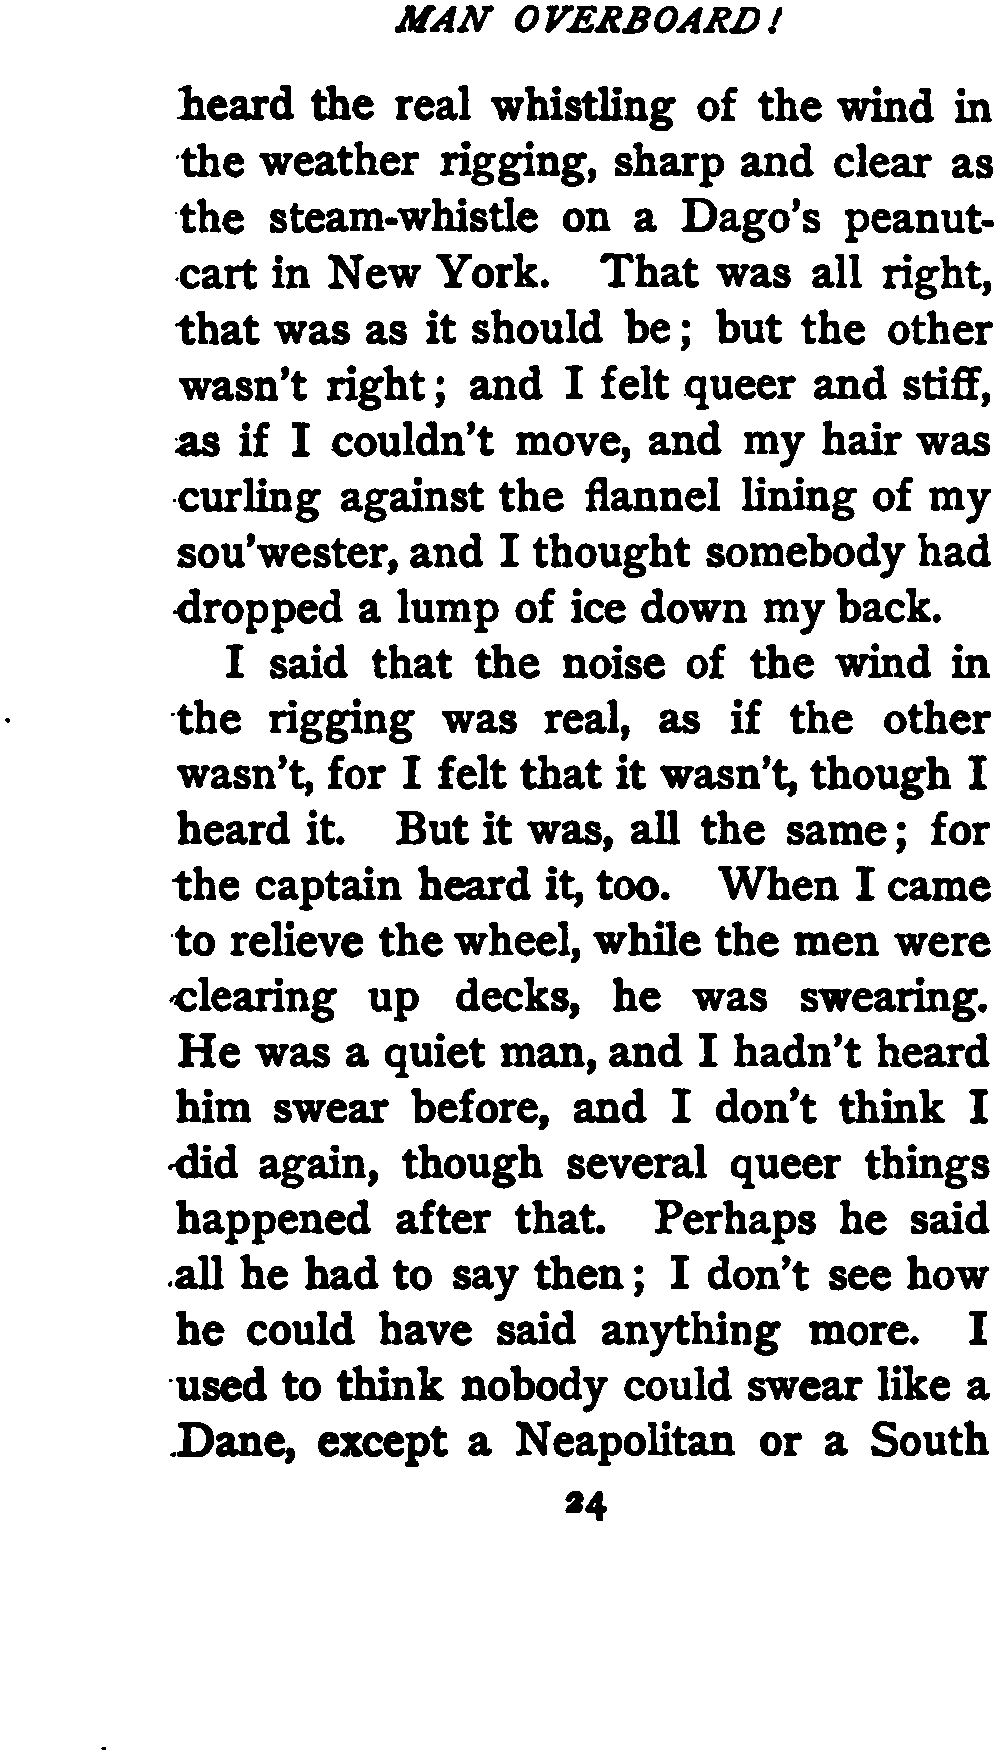 MAN OVERBOARD!
heard the real whistling of the wind in
the weather rigging, sharp and clear as
the steam-whistle on a Dago's peanut-
cart in New York. That was all right,
that was as it should be; but the other
wasn't right; and I felt queer and stiff,
as if I couldn't move, and my hair was
curling against the flannel lining of my
sou'wester, and I thought somebody had
dropped a lump of ice down my back.
I said that the noise of the wind in
the rigging was real, as if the other
wasn't, for I felt that it wasn't, though I
heard it. But it was, all the same; for
the captain heard it, too. When I came
to relieve the wheel, while the men were
clearing up decks, he was swearing.
He was a quiet man, and I hadn't heard
him swear before, and I don't think I
did again, though several queer things
happened after that. Perhaps he said
all he had to say then; I don't see how
he could have said anything more. I
used to think nobody could swear like a
Dane, except a Neapolitan or a South
24